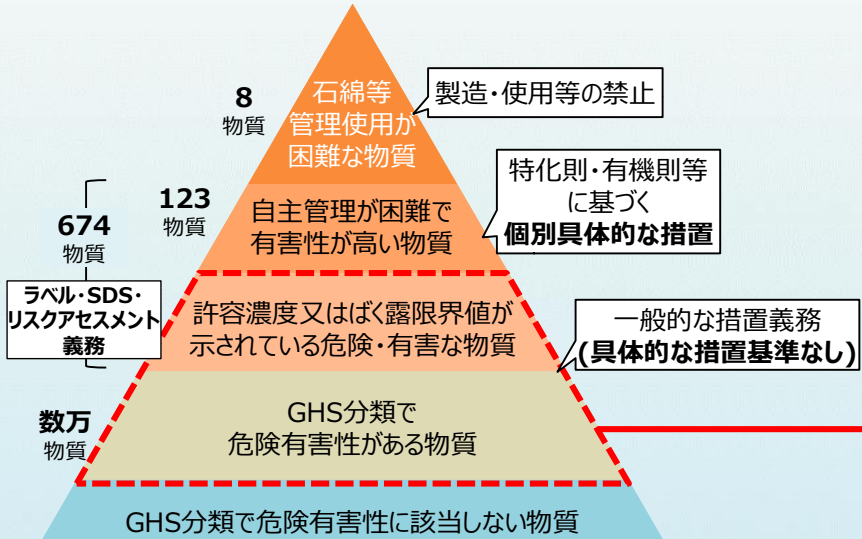 石綿等
管理使用が
困難な物質
8
物質
製造・使用等の禁止
123
物質
自主管理が困難で
有害性が高い物質
特化則・有機則等
に基づく
個別具体的な措置
674
物質
ラベル・SDS・
リスクアセスメント
義務
許容濃度又はばく露限界値が
示されている危険・有害な物質
一般的な措置義務
(具体的な措置基準なし)
数万
物質
GHS分類で
危険有害性がある物質
GHS分類で危険有害性に該当しない物質